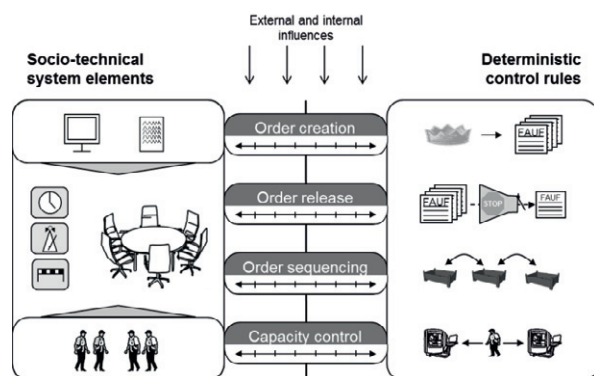 External and internal
influences
Socio-technical
system elements
Deterministic
control rules
Order creation
FAUF
Order release
FAUF
STOP
FAUF
Order sequencing
Capacity control